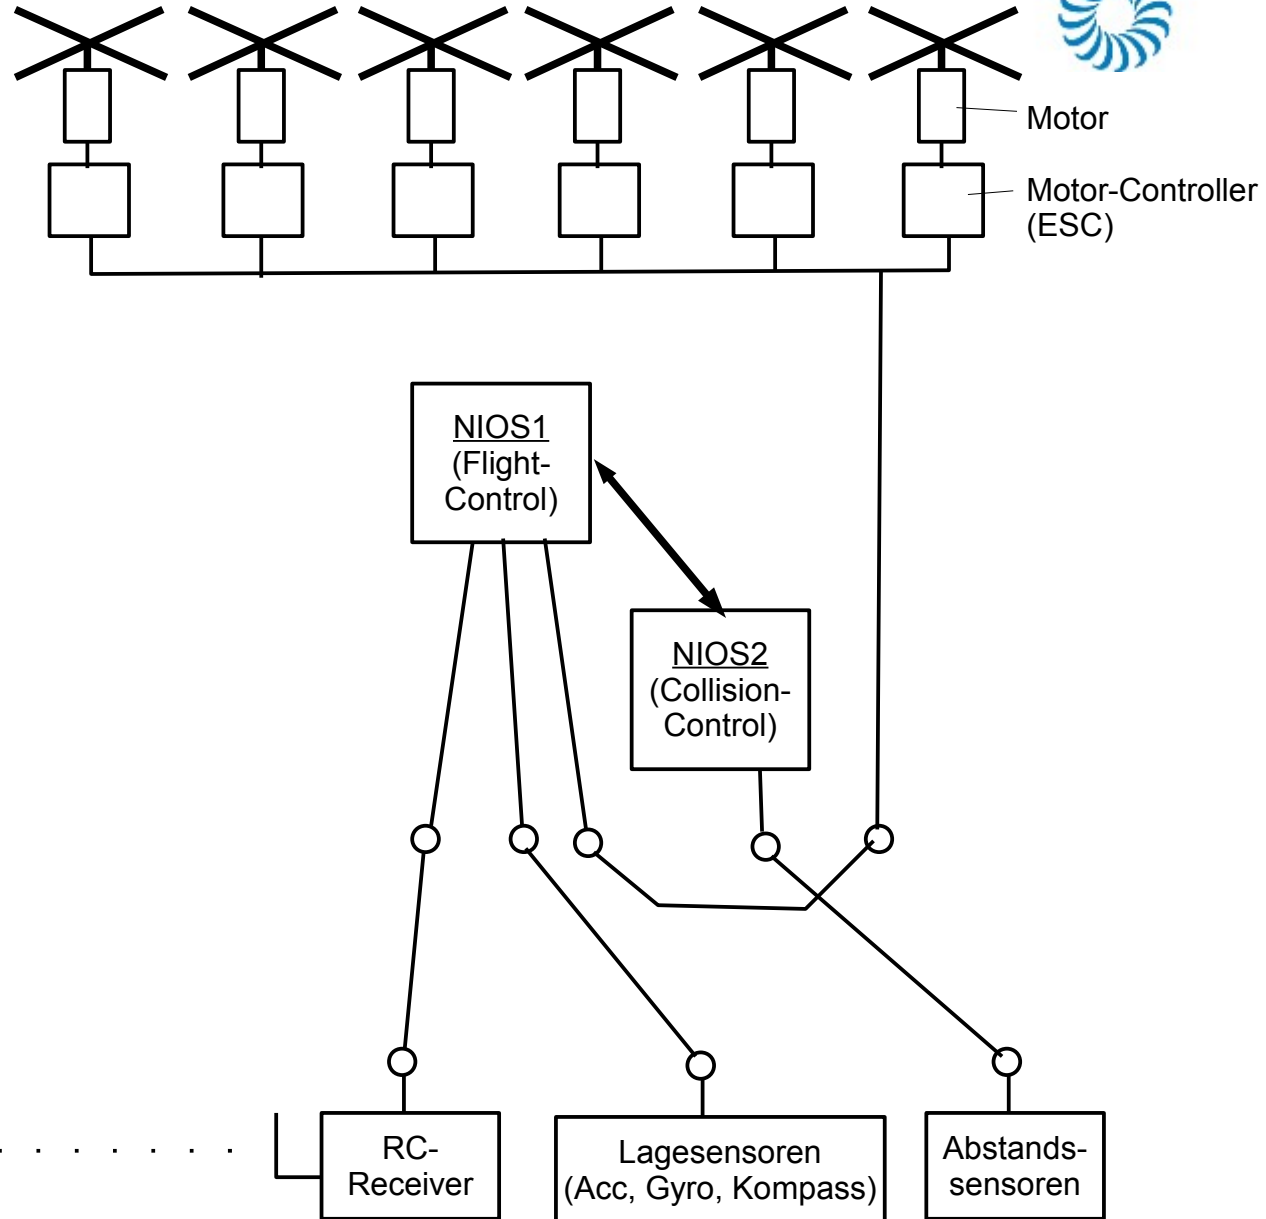 Motor
Motor-Controller
(ESC)
NIOS1
(Flight-
Control)
NIOS2
(Collision-
Control)
RC-
Receiver
Lagesensoren
(Acc, Gyro, Kompass)
Abstands-
sensoren